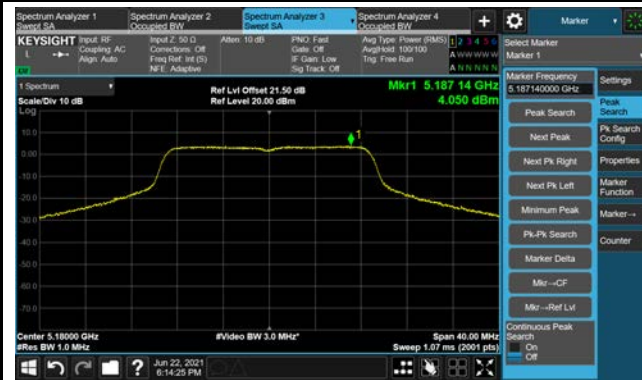 Spectrum Analyzer 1
Swept SA
Spectrum Analyzer 2
Occupied BW
Spectrum Analyzer 3
Swept SA
Spectrum Analyzer 4
Occupied BW
+
Marker
KEYSIGHT
L
Input: RF
Coupling: AC
Align: Auto
Input Z: 50 Ω
Corrections: Off
Freq Ref: Int (S)
NFE: Adaptive
Atten: 10 dB
PNO: Fast
Gate: Off
IF Gain: Low
Sig Track: Off
Avg Type: Power (RMS)
Avg|Hold: 100/100
Trig: Free Run
1 2 3 4 5 6
A W W W W W
A N N N N N
Select Marker
Marker 1
1 Spectrum
Scale/Div 10 dB
Log
Ref Lvl Offset 21.50 dB
Ref Level 20.00 dBm
Mkr1 5.187 14 GHz
4.050 dBm
1
10.0
0.00
-10.0
-20.0
-30.0
-40.0
-50.0
-60.0
-70.0
Center 5.18000 GHz
#Res BW 1.0 MHz
#Video BW 3.0 MHz*
Span 40.00 MHz
Sweep 1.07 ms (2001 pts)
Marker Frequency
5.187140000 GHz
Peak Search
Next Peak
Next Pk Right
Next Pk Left
Minimum Peak
Pk-Pk Search
Marker Delta
Mkr→CF
Mkr→Ref Lvl
Continuous Peak
Search
On
Off
Settings
Peak
Search
Pk Search
Config
Properties
Marker
Function
Marker→
Counter
?
Jun 22, 2021
6:14:25 PM